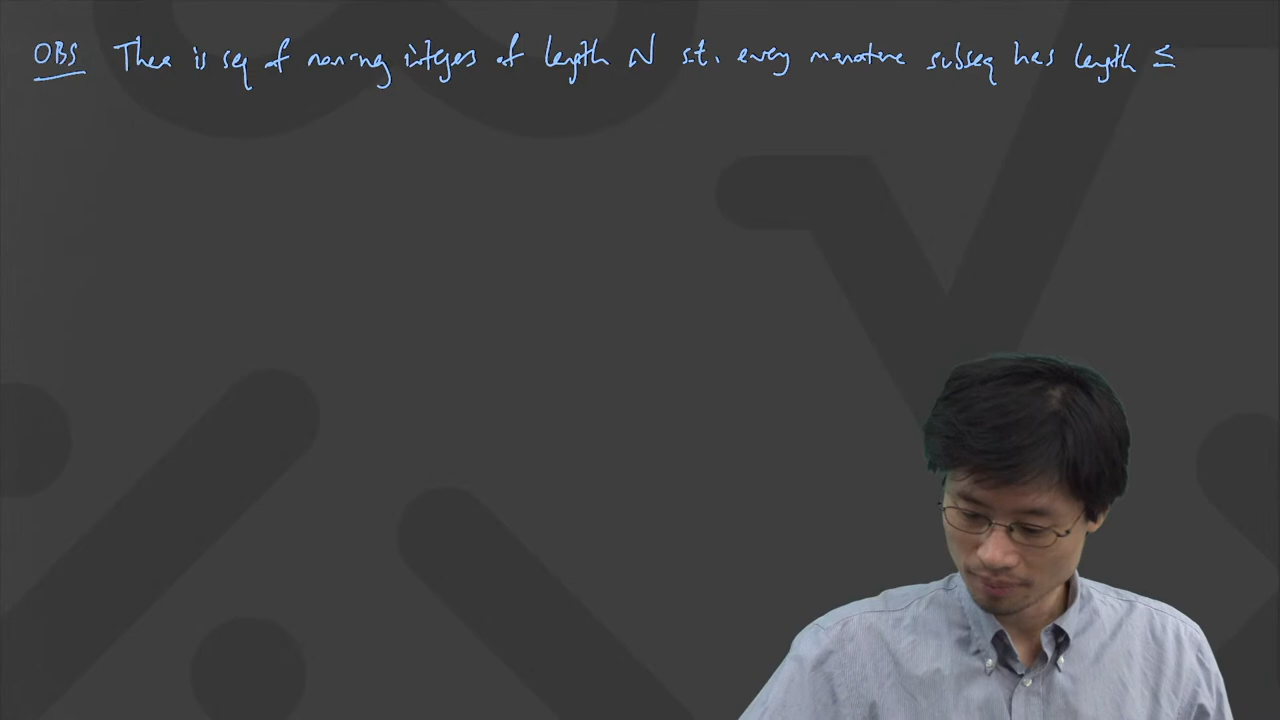 OBS There is seq of nonneg integers of length N s.t. every monotone subseq has length ≤